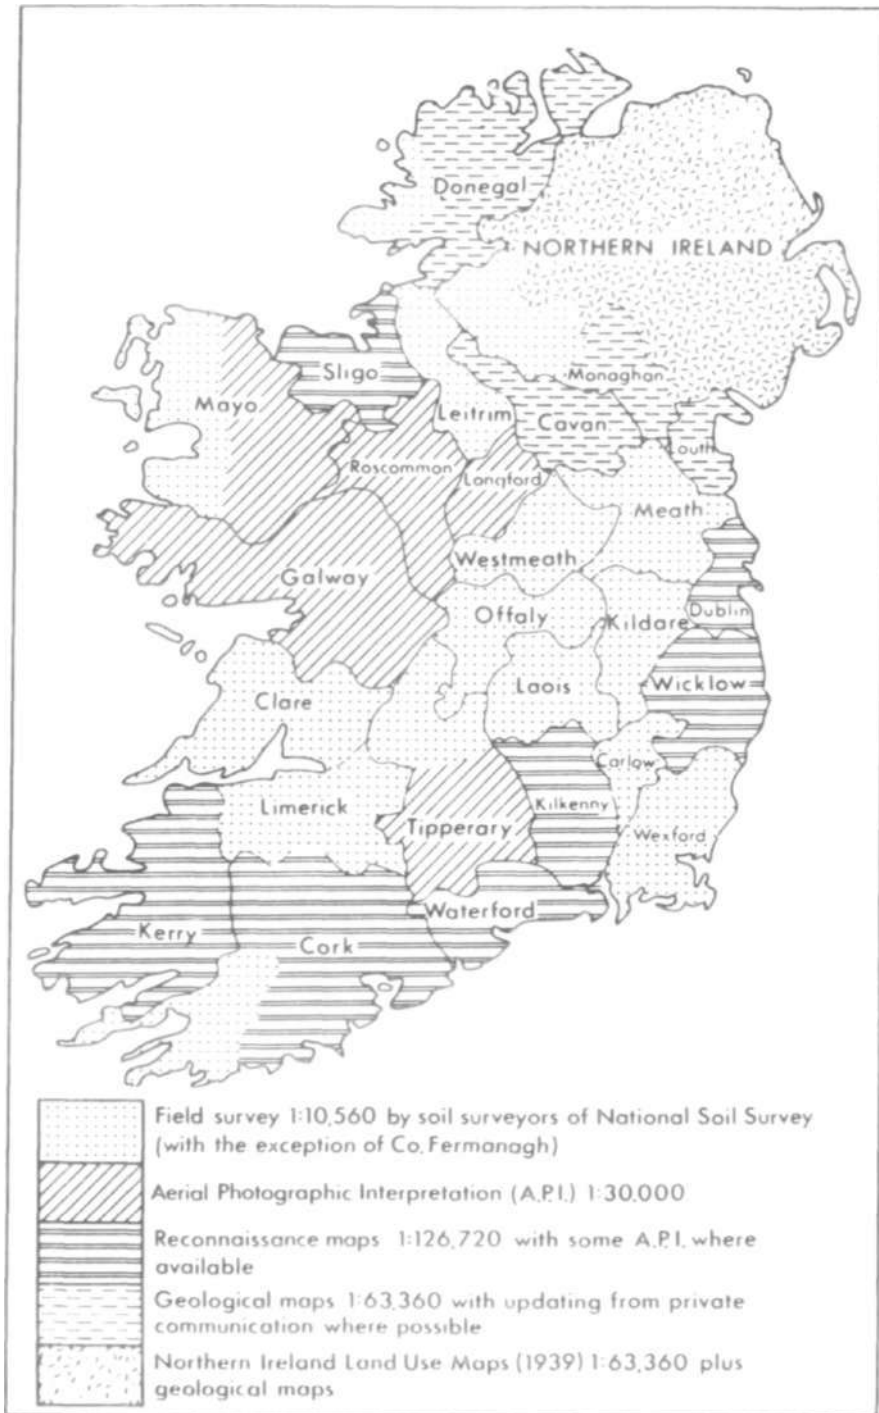 Donegal
NORTHERN IRELAND
Monaghan
Sligo
Mayo
Leitrim
Cavan
Louth
Roscommon
Longford
Meath
Westmeath
Galway
Offaly
Kildare
Dublin
Laois
Wicklow
Clare
Carlow
Limerick
Kilkenny
Tipperary
Wexford
Waterford
Kerry
Cork
Field survey 1:10,560 by soil surveyors of National Soil Survey
(with the exception of Co. Fermanagh)
Aerial Photographic Interpretation (A.P.I.) 1:30,000
Reconnaissance maps 1:126,720 with some A.P.I. where
available
Geological maps 1:63,360 with updating from private
communication where possible
Northern Ireland Land Use Maps (1939) 1:63,360 plus
geological maps